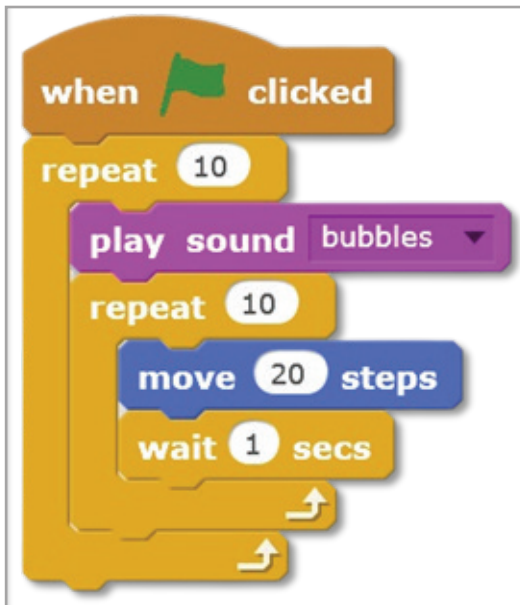 when clicked
repeat 10
play sound bubbles
repeat 10
move 20 steps
wait 1 secs